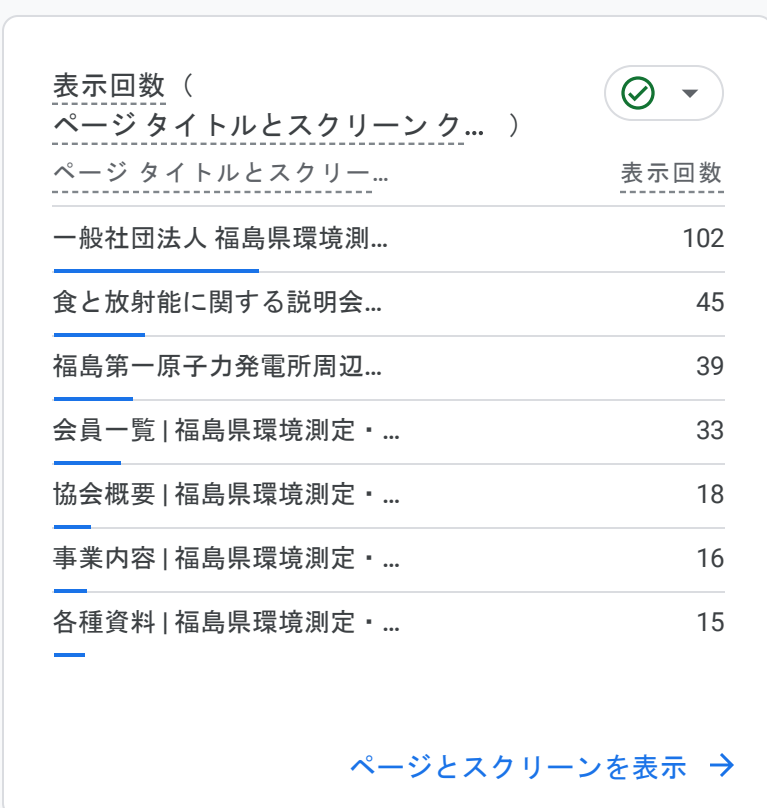 表示回数（
ページ タイトルとスクリーン ク... ）
ページ タイトルとスクリー... 表示回数
一般社団法人 福島県環境測... 102
食と放射能に関する説明会... 45
福島第一原子力発電所周辺... 39
会員一覧 | 福島県環境測定・... 33
協会概要 | 福島県環境測定・... 18
事業内容 | 福島県環境測定・... 16
各種資料 | 福島県環境測定・... 15
ページとスクリーンを表示 →